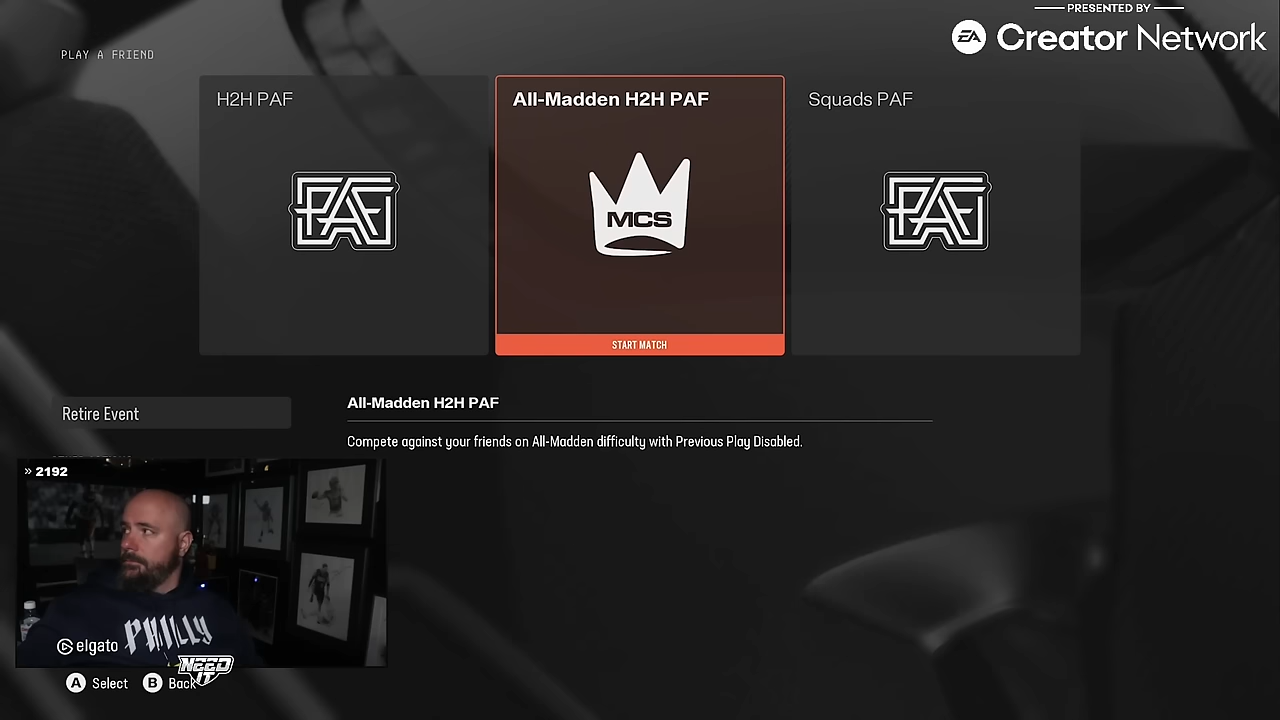 PRESENTED BY
EA Creator Network
PLAY A FRIEND
H2H PAF
All-Madden H2H PAF
Squads PAF
PAF
MCS
PAF
START MATCH
Retire Event
All-Madden H2H PAF
Compete against your friends on All-Madden difficulty with Previous Play Disabled.
» 2192
PHILLY
elgato
NEED
IT
A Select B Back